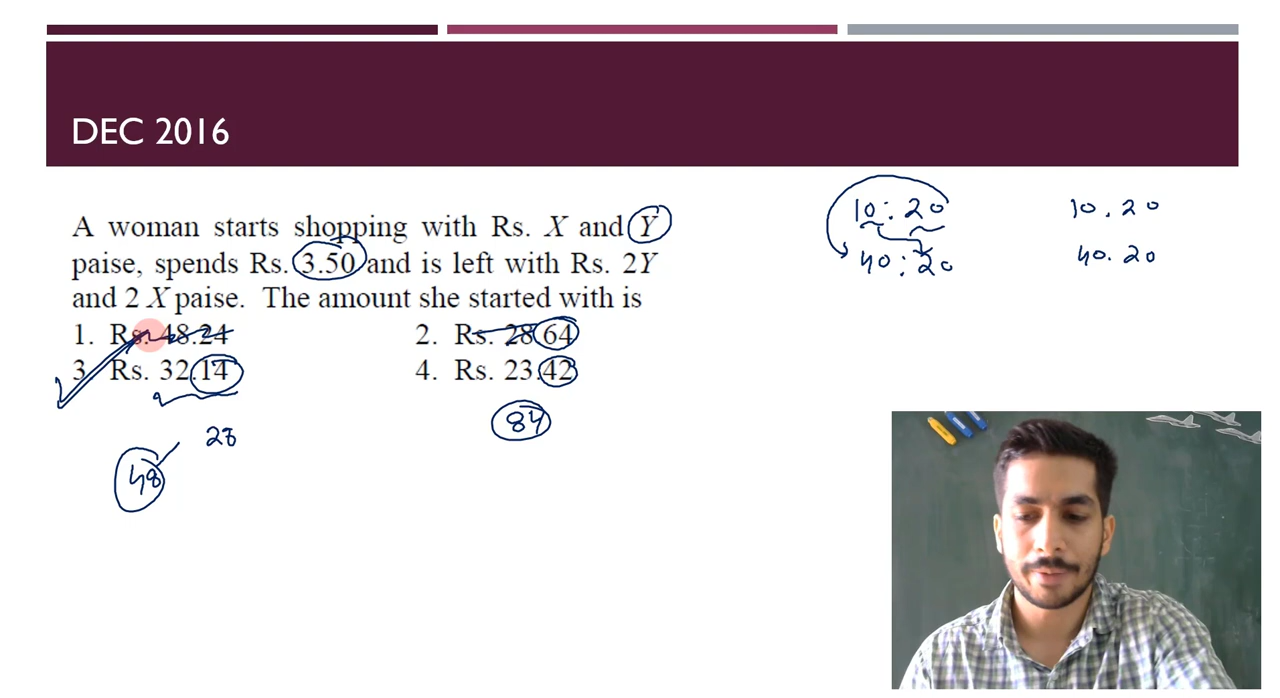 DEC 2016
A woman starts shopping with Rs. X and Y
paise, spends Rs. 3.50 and is left with Rs. 2Y
and 2 X paise. The amount she started with is
1. Rs. 48.24
2. Rs. 28.64
3. Rs. 32.14
4. Rs. 23.42
84
28
48
10 : 20
40 : 20
10.20
40.20